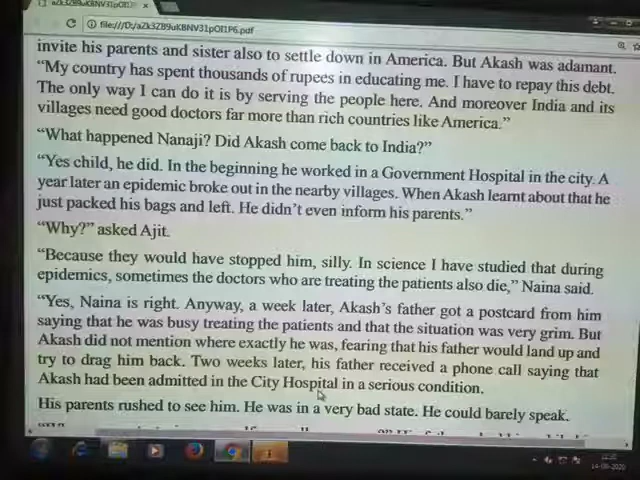 file:///D:/aZk3ZB9uKBNV31pOl1P6.pdf
invite his parents and sister also to settle down in America. But Akash was adamant.
“My country has spent thousands of rupees in educating me. I have to repay this debt.
The only way I can do it is by serving the people here. And moreover India and its
villages need good doctors far more than rich countries like America.”
“What happened Nanaji? Did Akash come back to India?”
“Yes child, he did. In the beginning he worked in a Government Hospital in the city. A
year later an epidemic broke out in the nearby villages. When Akash learnt about that he
just packed his bags and left. He didn’t even inform his parents.”
“Why?” asked Ajit.
“Because they would have stopped him, silly. In science I have studied that during
epidemics, sometimes the doctors who are treating the patients also die,” Naina said.
“Yes, Naina is right. Anyway, a week later, Akash’s father got a postcard from him
saying that he was busy treating the patients and that the situation was very grim. But
Akash did not mention where exactly he was, fearing that his father would land up and
try to drag him back. Two weeks later, his father received a phone call saying that
Akash had been admitted in the City Hospital in a serious condition.
His parents rushed to see him. He was in a very bad state. He could barely speak.